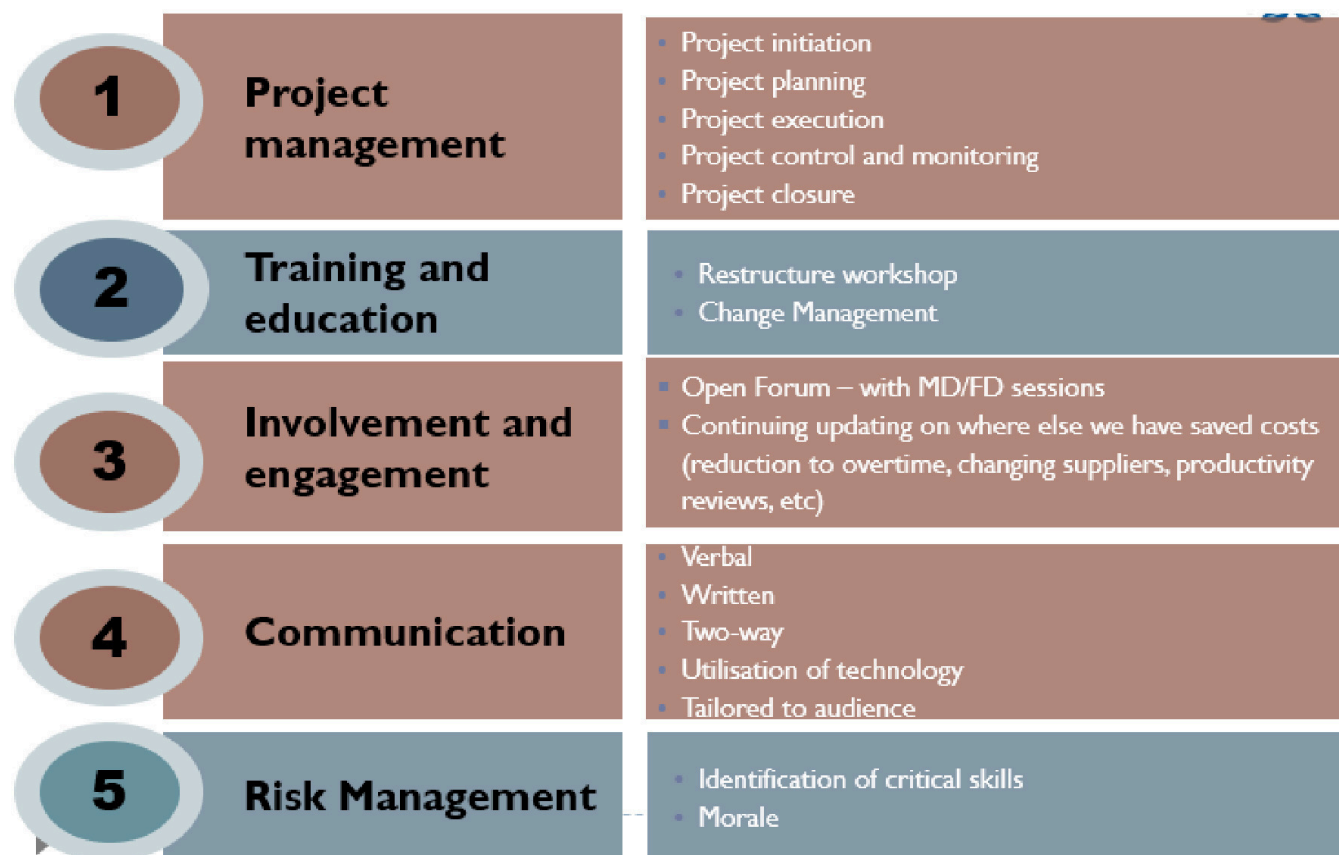 1
Project
management
Project initiation
Project planning
Project execution
Project control and monitoring
Project closure
2
Training and
education
Restructure workshop
Change Management
3
Involvement and
engagement
Open Forum – with MD/FD sessions
Continuing updating on where else we have saved costs
(reduction to overtime, changing suppliers, productivity
reviews, etc)
4
Communication
Verbal
Written
Two-way
Utilisation of technology
Tailored to audience
5
Risk Management
Identification of critical skills
Morale